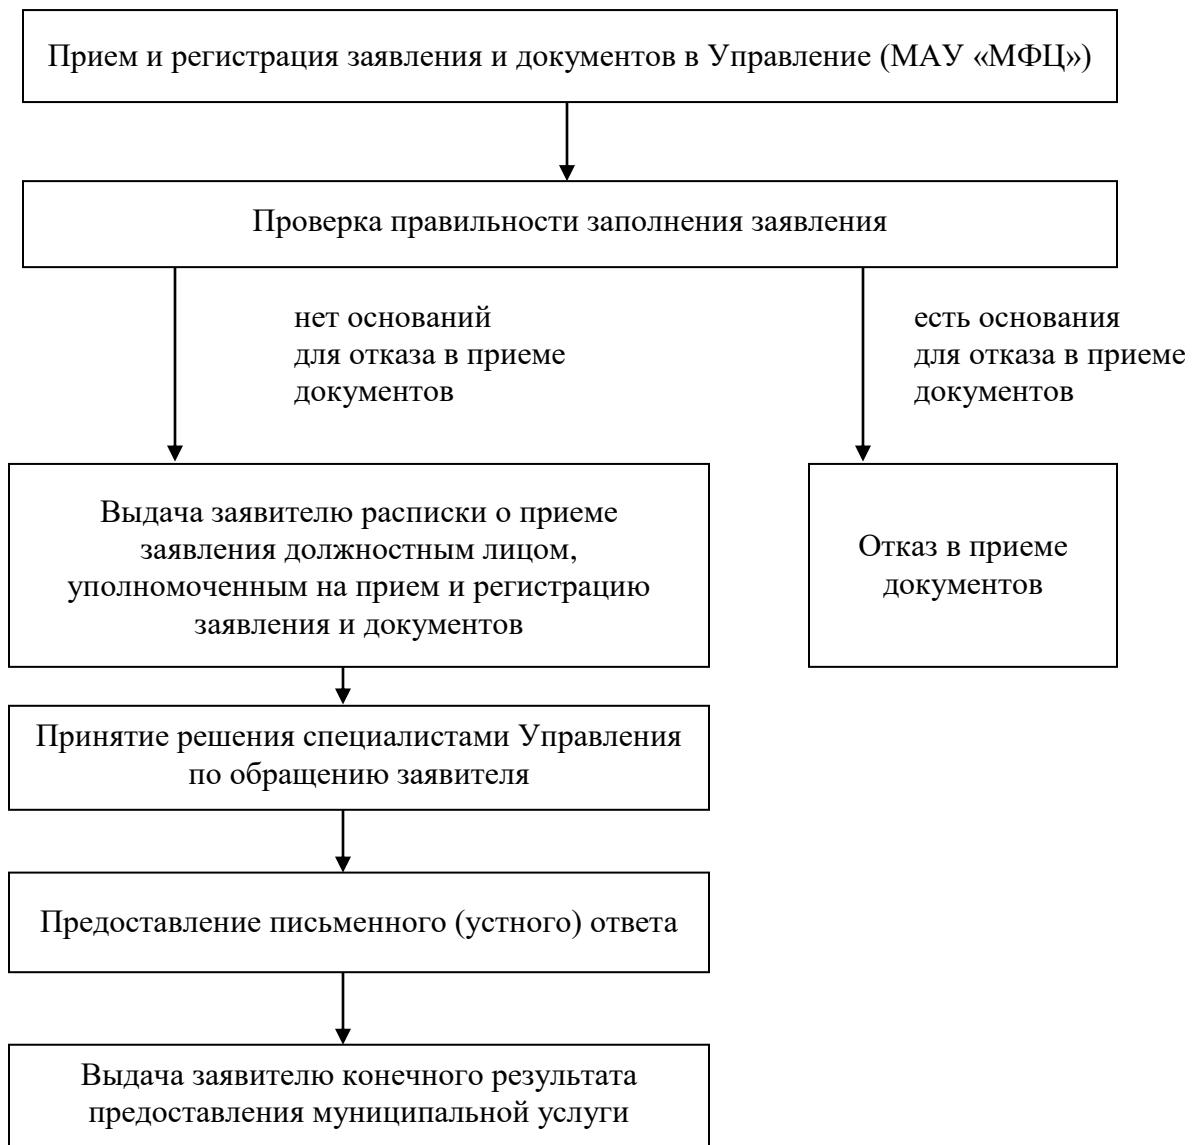 Прием и регистрация заявления и документов в Управление (МАУ «МФЦ»)
Проверка правильности заполнения заявления
нет оснований
для отказа в приеме
документов
есть основания
для отказа в приеме
документов
Выдача заявителю расписки о приеме
заявления должностным лицом,
уполномоченным на прием и регистрацию
заявления и документов
Отказ в приеме
документов
Принятие решения специалистами Управления
по обращению заявителя
Предоставление письменного (устного) ответа
Выдача заявителю конечного результата
предоставления муниципальной услуги